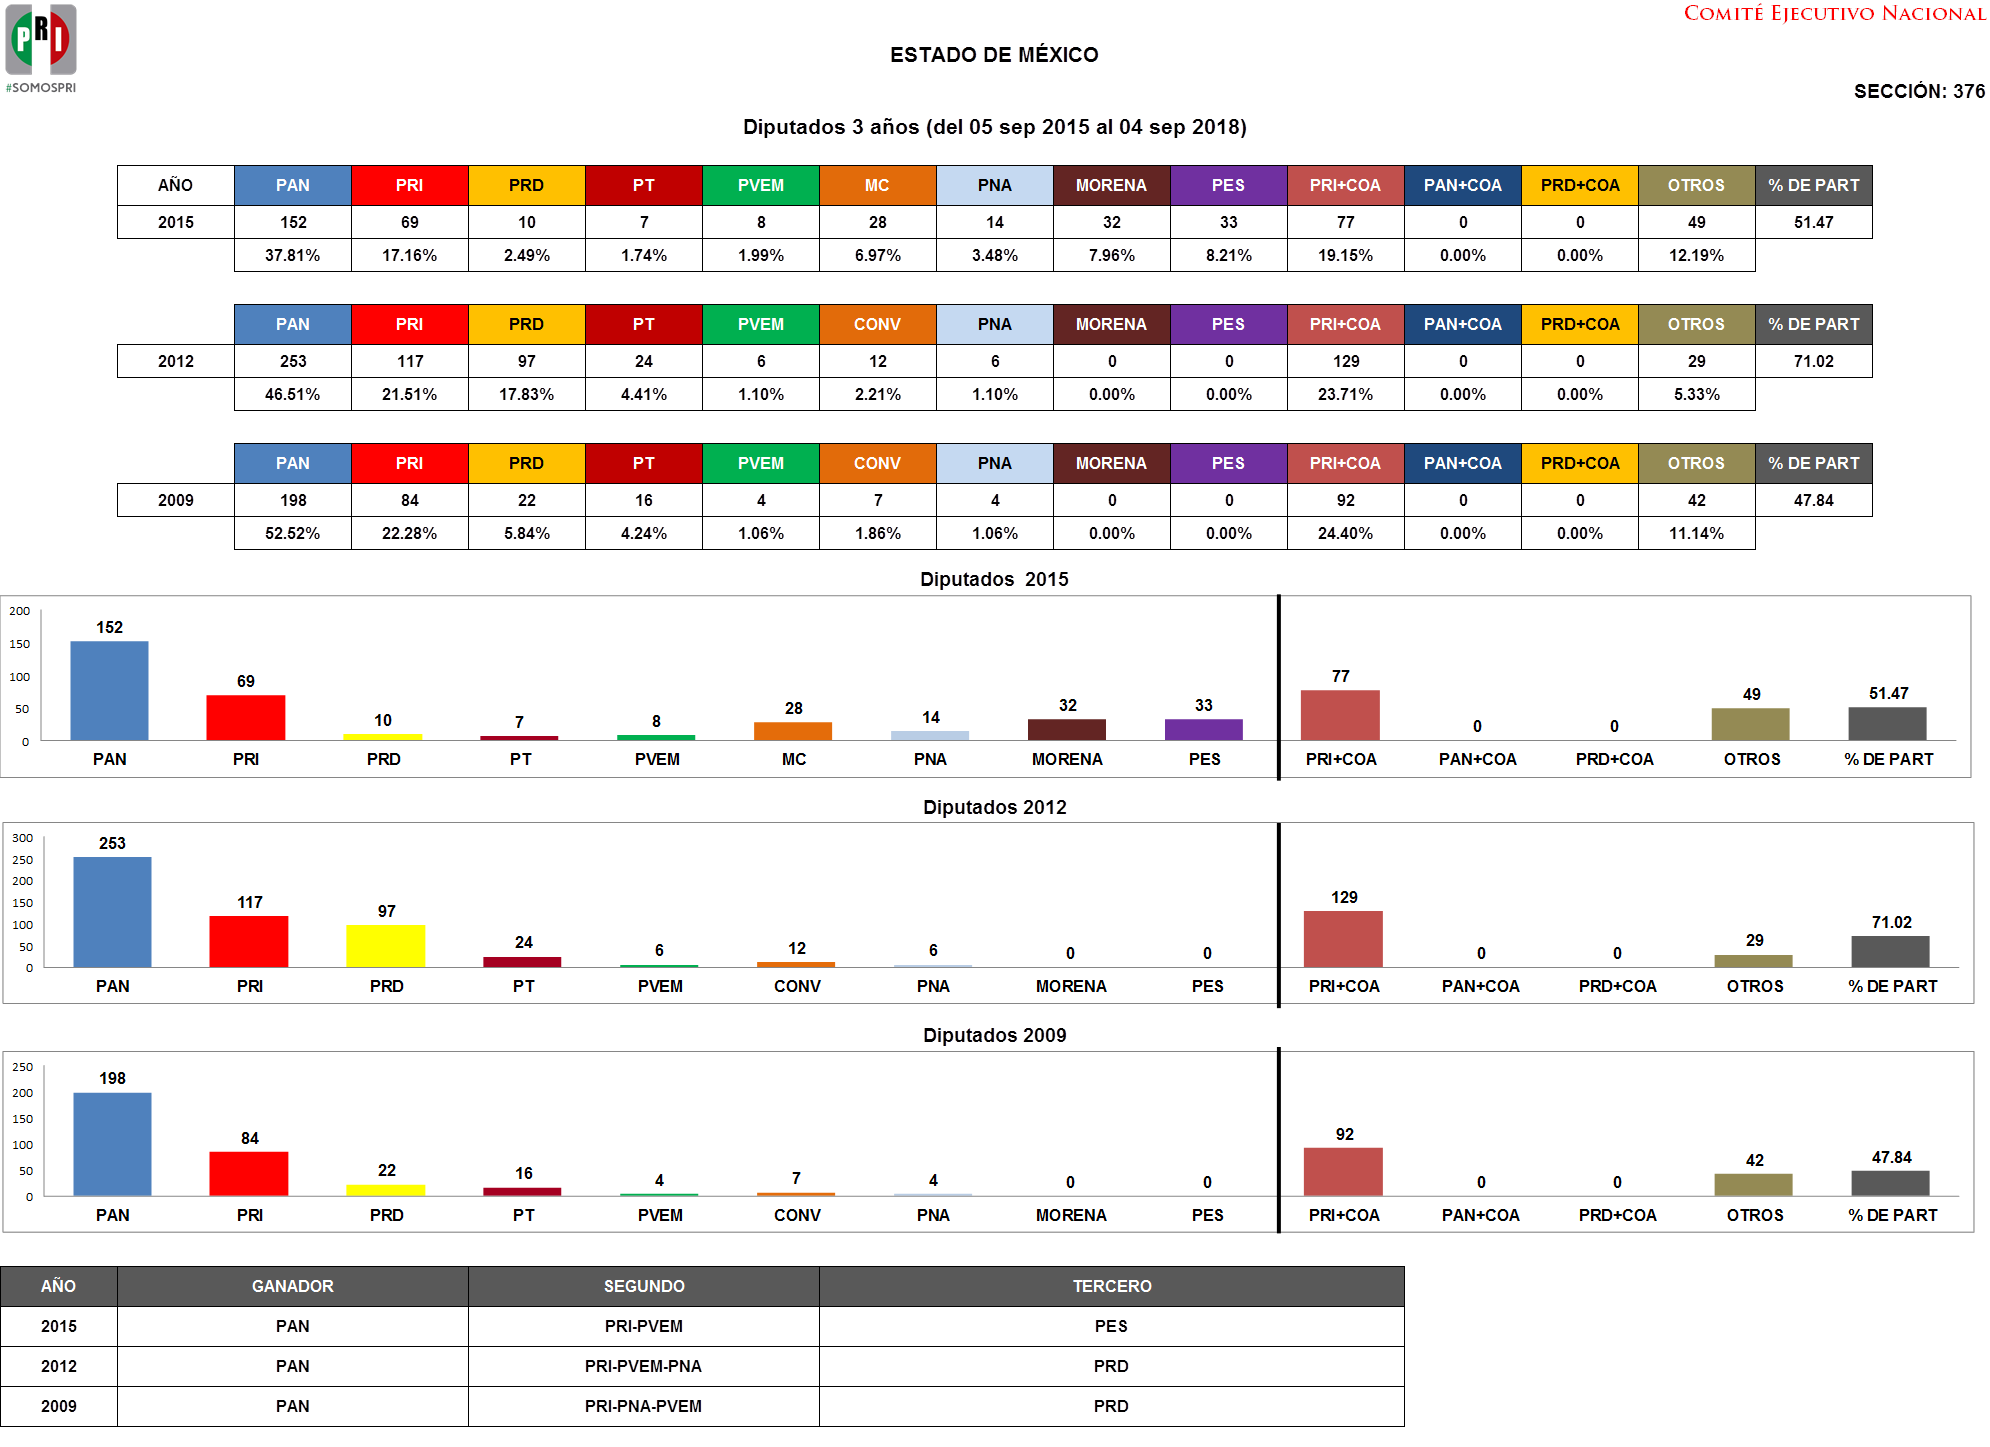 PRI
#SOMOSPRI
COMITÉ EJECUTIVO NACIONAL
ESTADO DE MÉXICO
SECCIÓN: 376
Diputados 3 años (del 05 sep 2015 al 04 sep 2018)
AÑO PAN PRI PRD PT PVEM MC PNA MORENA PES PRI+COA PAN+COA PRD+COA OTROS % DE PART
2015 152 69 10 7 8 28 14 32 33 77 0 0 49 51.47
37.81% 17.16% 2.49% 1.74% 1.99% 6.97% 3.48% 7.96% 8.21% 19.15% 0.00% 0.00% 12.19%
PAN PRI PRD PT PVEM CONV PNA MORENA PES PRI+COA PAN+COA PRD+COA OTROS % DE PART
2012 253 117 97 24 6 12 6 0 0 129 0 0 29 71.02
46.51% 21.51% 17.83% 4.41% 1.10% 2.21% 1.10% 0.00% 0.00% 23.71% 0.00% 0.00% 5.33%
PAN PRI PRD PT PVEM CONV PNA MORENA PES PRI+COA PAN+COA PRD+COA OTROS % DE PART
2009 198 84 22 16 4 7 4 0 0 92 0 0 42 47.84
52.52% 22.28% 5.84% 4.24% 1.06% 1.86% 1.06% 0.00% 0.00% 24.40% 0.00% 0.00% 11.14%
Diputados 2015
200
150
100
50
0
152 69 10 7 8 28 14 32 33 77 0 0 49 51.47
PAN PRI PRD PT PVEM MC PNA MORENA PES PRI+COA PAN+COA PRD+COA OTROS % DE PART
Diputados 2012
300
250
200
150
100
50
0
253 117 97 24 6 12 6 0 0 129 0 0 29 71.02
PAN PRI PRD PT PVEM CONV PNA MORENA PES PRI+COA PAN+COA PRD+COA OTROS % DE PART
Diputados 2009
250
200
150
100
50
0
198 84 22 16 4 7 4 0 0 92 0 0 42 47.84
PAN PRI PRD PT PVEM CONV PNA MORENA PES PRI+COA PAN+COA PRD+COA OTROS % DE PART
AÑO GANADOR SEGUNDO TERCERO
2015 PAN PRI-PVEM PES
2012 PAN PRI-PVEM-PNA PRD
2009 PAN PRI-PNA-PVEM PRD